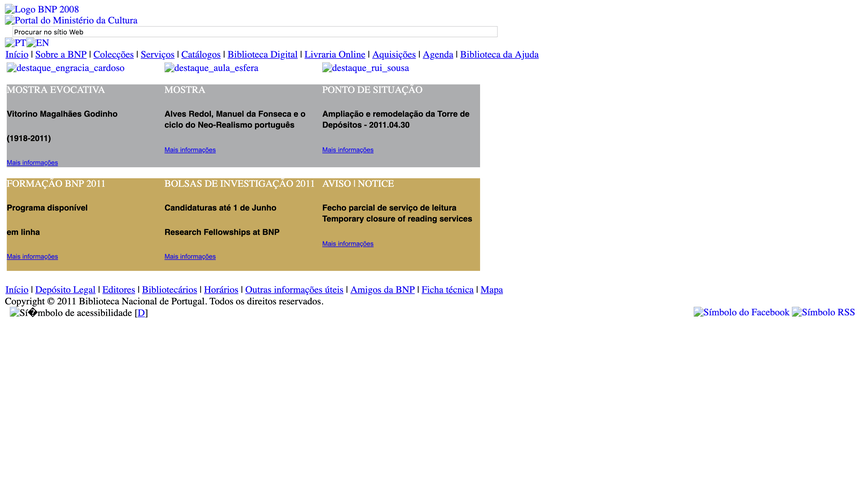 Logo BNP 2008
Portal do Ministério da Cultura
Procurar no sítio Web
PT EN
Início | Sobre a BNP | Colecções | Serviços | Catálogos | Biblioteca Digital | Livraria Online | Aquisições | Agenda | Biblioteca da Ajuda
destaque_engracia_cardoso
destaque_aula_esfera
destaque_rui_sousa
MOSTRA EVOCATIVA
Vitorino Magalhães Godinho
(1918-2011)
Mais informações
MOSTRA
Alves Redol, Manuel da Fonseca e o
ciclo do Neo-Realismo português
Mais informações
PONTO DE SITUAÇÃO
Ampliação e remodelação da Torre de
Depósitos - 2011.04.30
Mais informações
FORMAÇÃO BNP 2011
Programa disponível
em linha
Mais informações
BOLSAS DE INVESTIGAÇÃO 2011
Candidaturas até 1 de Junho
Research Fellowships at BNP
Mais informações
AVISO | NOTICE
Fecho parcial de serviço de leitura
Temporary closure of reading services
Mais informações
Início | Depósito Legal | Editores | Bibliotecários | Horários | Outras informações úteis | Amigos da BNP | Ficha técnica | Mapa
Copyright © 2011 Biblioteca Nacional de Portugal. Todos os direitos reservados.
Sí�mbolo de acessibilidade [D]
Símbolo do Facebook Símbolo RSS